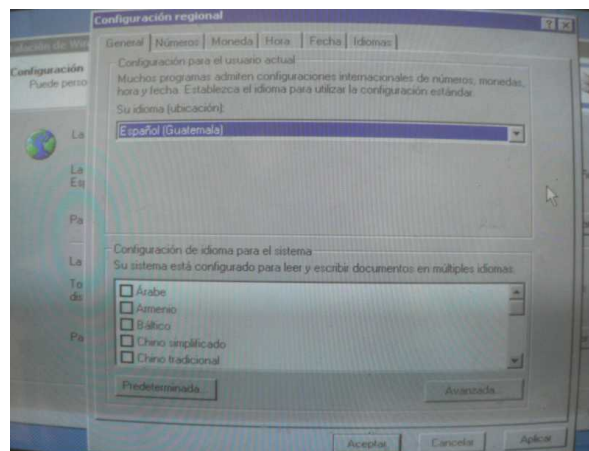 Configuración regional
General Números Moneda Hora Fecha Idiomas
Configuración para el usuario actual
Muchos programas admiten configuraciones internacionales de números, monedas,
hora y fecha. Establezca el idioma para utilizar la configuración estándar.
Su idioma (ubicación):
Español (Guatemala)
Configuración de idioma para el sistema
Su sistema está configurado para leer y escribir documentos en múltiples idiomas.
Árabe
Armenio
Báltico
Chino simplificado
Chino tradicional
Predeterminada... Avanzada...
Aceptar Cancelar Aplicar
Configuración
Puede perso
La
La
Es
Pa
La
To
dis
Pa